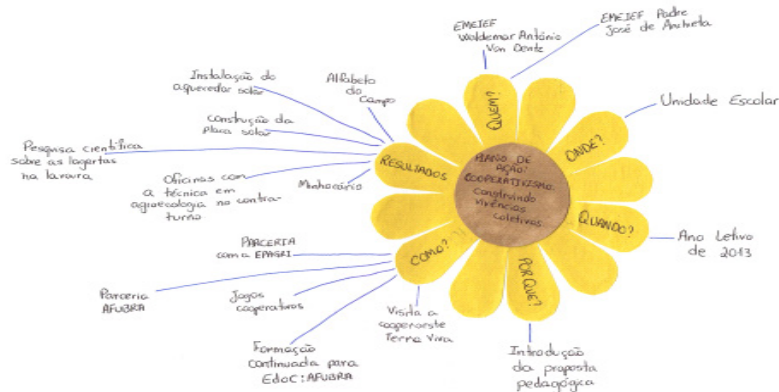 PLANO DE
AÇÃO:
COOPERATIVISMO:
construindo
vivências
coletivas
QUEM?
EMEIEF
Waldemar Antônio
Von Dentz
EMEIEF Padre
José de Anchieta
ONDE?
Unidade Escolar
QUANDO?
Ano Letivo
de 2013
POR QUE?
Introdução
da proposta
pedagógica
COMO?
Visita a
cooperoeste
Terra Viva
Formação
continuada para
EdoC: AFUBRA
Jogos
cooperativos
Parceria
AFUBRA
PARCERIA
com a EPAGRI
RESULTADOS
Minhocário
Oficinas com
a técnica em
agroecologia no contra-
turno
Pesquisa científica
sobre as lagartas
na lavoura
construção da
placa solar
Instalação do
aquecedor solar
Alfabeto
do
Campo